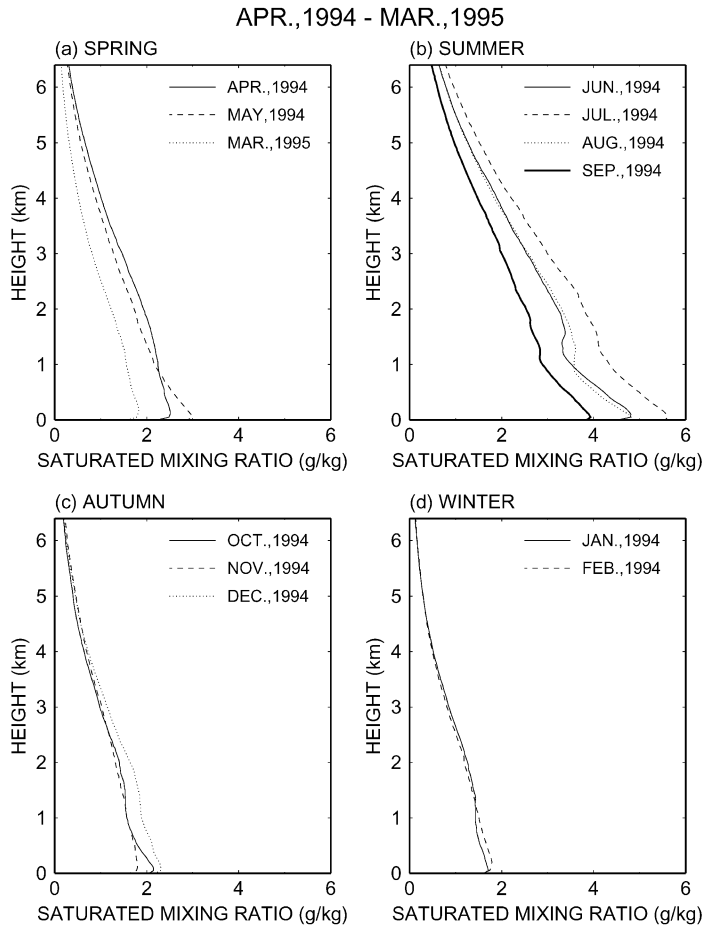 APR.,1994 - MAR.,1995
(a) SPRING
APR.,1994
MAY,1994
MAR.,1995
6
5
4
3
2
1
0
HEIGHT (km)
0 2 4 6
SATURATED MIXING RATIO (g/kg)
(b) SUMMER
JUN.,1994
JUL.,1994
AUG.,1994
SEP.,1994
6
5
4
3
2
1
0
HEIGHT (km)
0 2 4 6
SATURATED MIXING RATIO (g/kg)
(c) AUTUMN
OCT.,1994
NOV.,1994
DEC.,1994
6
5
4
3
2
1
0
HEIGHT (km)
0 2 4 6
SATURATED MIXING RATIO (g/kg)
(d) WINTER
JAN.,1994
FEB.,1994
6
5
4
3
2
1
0
HEIGHT (km)
0 2 4 6
SATURATED MIXING RATIO (g/kg)